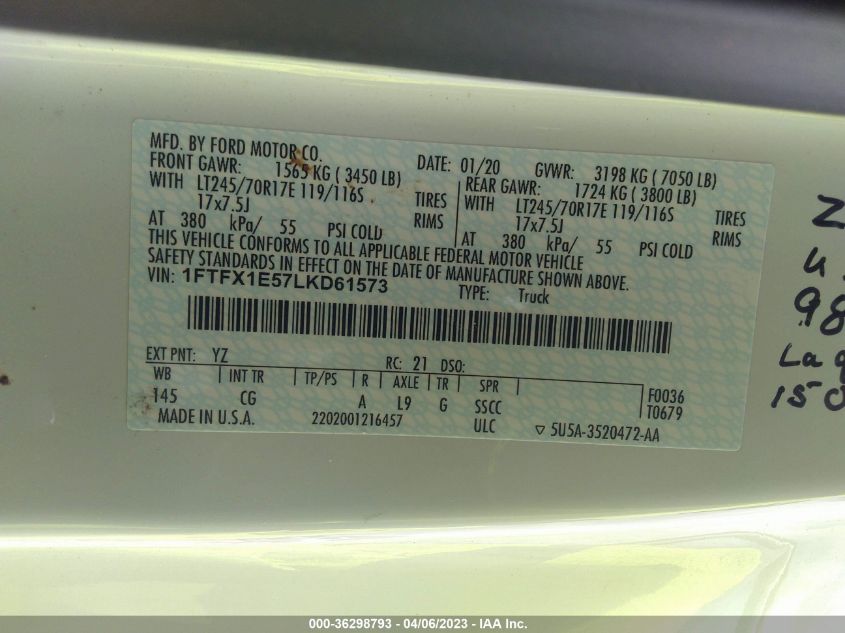 MFD. BY FORD MOTOR CO.
DATE: 01/20 GVWR: 3198 KG ( 7050 LB)
FRONT GAWR: 1565 KG ( 3450 LB)
WITH LT245/70R17E 119/116S TIRES
17x7.5J RIMS
AT 380 kPa/ 55 PSI COLD
REAR GAWR: 1724 KG ( 3800 LB)
WITH LT245/70R17E 119/116S TIRES
17x7.5J RIMS
AT 380 kPa/ 55 PSI COLD
THIS VEHICLE CONFORMS TO ALL APPLICABLE FEDERAL MOTOR VEHICLE
SAFETY STANDARDS IN EFFECT ON THE DATE OF MANUFACTURE SHOWN ABOVE.
VIN: 1FTFX1E57LKD61573 TYPE: Truck
EXT PNT: YZ RC: 21 DSO:
WB INT TR TP/PS R AXLE TR SPR
145 CG A L9 G SSCC
F0036
T0679
MADE IN U.S.A. 2202001216457 ULC ▽ 5U5A-3520472-AA
Z
98
La
150
000-36298793 - 04/06/2023 - IAA Inc.